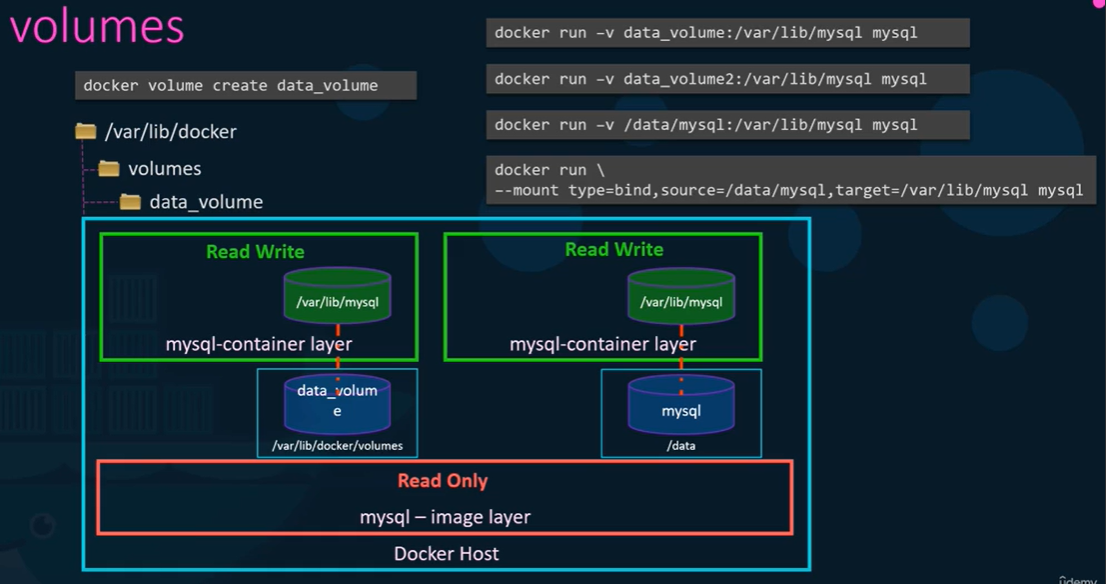 volumes
docker volume create data_volume
/var/lib/docker
volumes
data_volume
docker run –v data_volume:/var/lib/mysql mysql
docker run –v data_volume2:/var/lib/mysql mysql
docker run –v /data/mysql:/var/lib/mysql mysql
docker run \
--mount type=bind,source=/data/mysql,target=/var/lib/mysql mysql
Read Write
/var/lib/mysql
mysql-container layer
data_volum
e
/var/lib/docker/volumes
Read Write
/var/lib/mysql
mysql-container layer
mysql
/data
Read Only
mysql – image layer
Docker Host
ûdemy